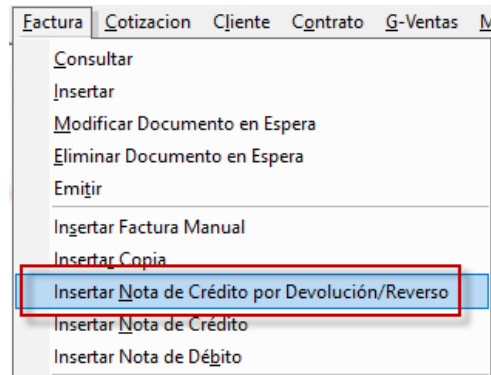 Factura Cotizacion Cliente Contrato G-Ventas M
Consultar
Insertar
Modificar Documento en Espera
Eliminar Documento en Espera
Emitir
Insertar Factura Manual
Insertar Copia
Insertar Nota de Crédito por Devolución/Reverso
Insertar Nota de Crédito
Insertar Nota de Débito